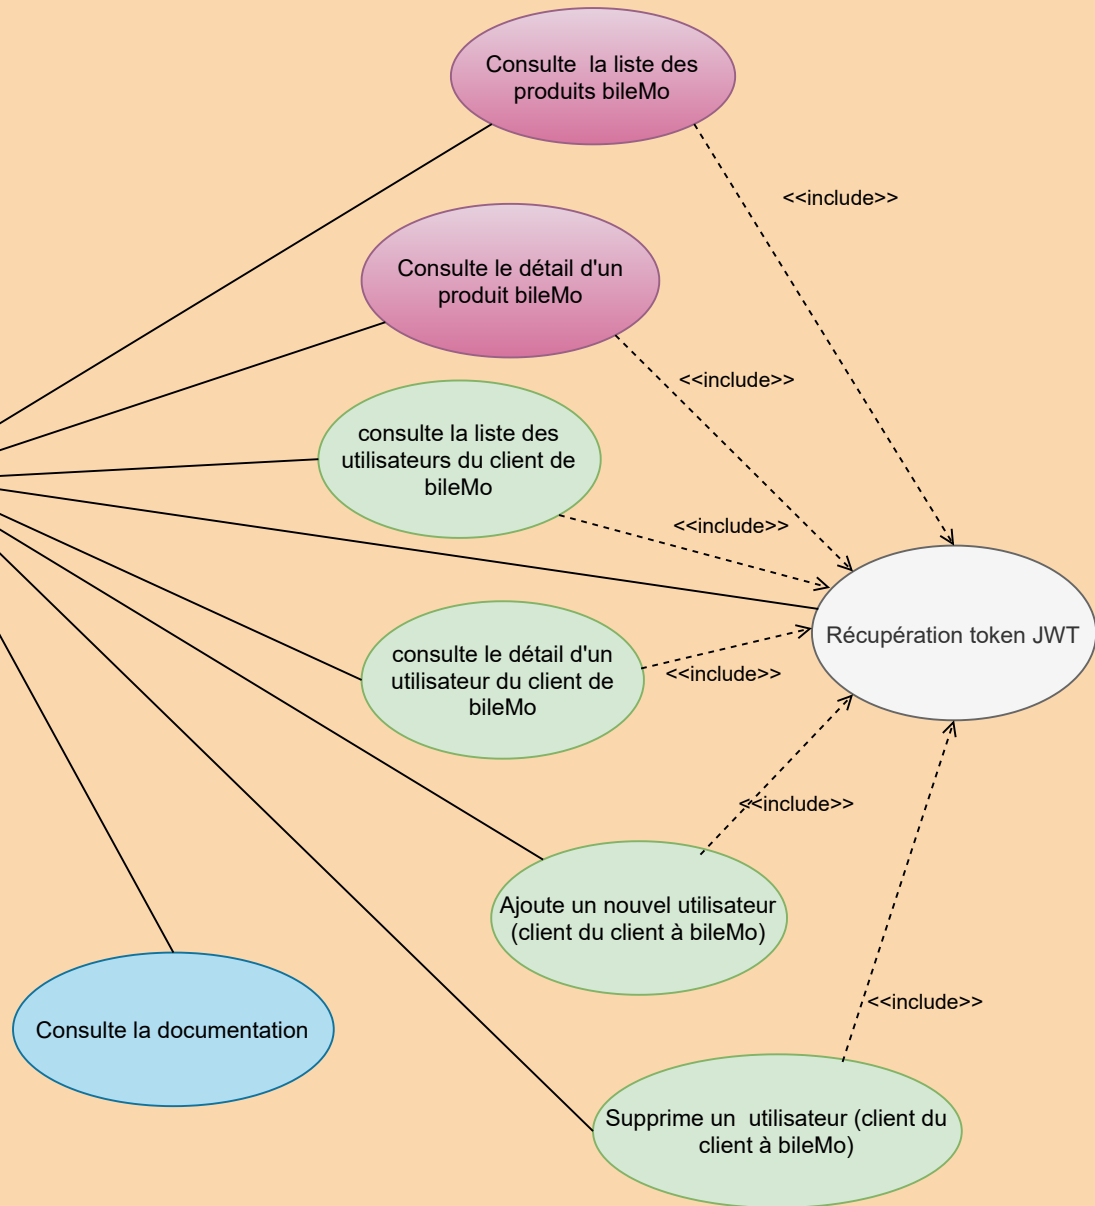 Consulte  la liste des
produits bileMo
<<include>>
Consulte le détail d'un
produit bileMo
<<include>>
consulte la liste des
utilisateurs du client de
bileMo
<<include>>
Récupération token JWT
consulte le détail d'un
utilisateur du client de
bileMo
<<include>>
<<include>>
Ajoute un nouvel utilisateur
(client du client à bileMo)
<<include>>
Consulte la documentation
Supprime un  utilisateur (client du
client à bileMo)